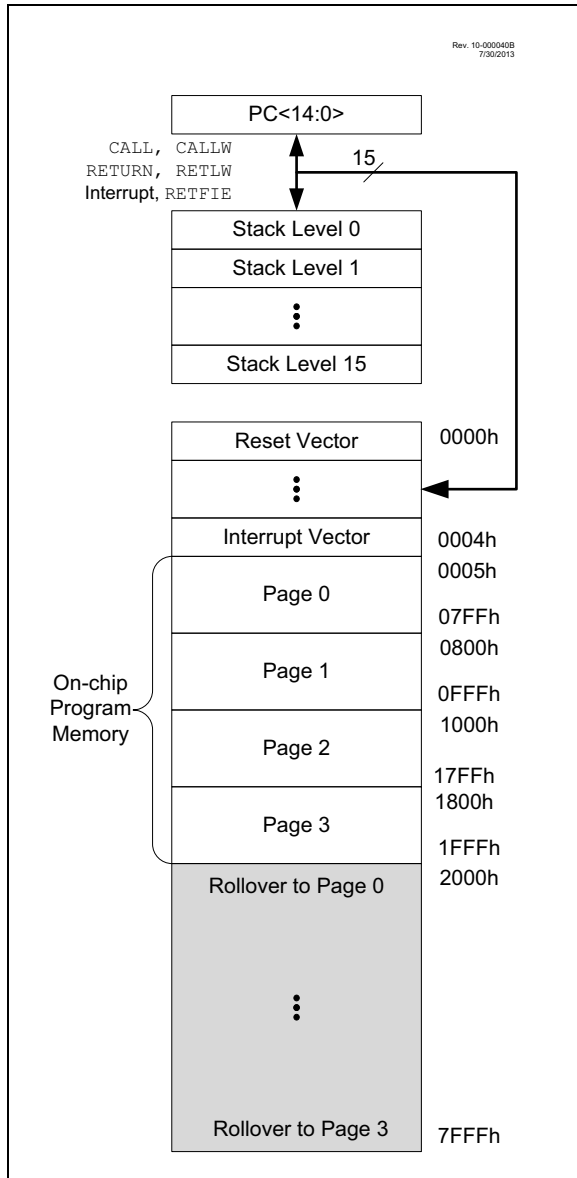 Rev. 10-000040B
7/30/2013
PC<14:0>
CALL, CALLW
RETURN, RETLW
Interrupt, RETFIE
15
Stack Level 0
Stack Level 1
Stack Level 15
Reset Vector
0000h
Interrupt Vector
0004h
0005h
Page 0
07FFh
0800h
Page 1
0FFFh
On-chip
Program
Memory
1000h
Page 2
17FFh
1800h
Page 3
1FFFh
Rollover to Page 0
2000h
Rollover to Page 3
7FFFh